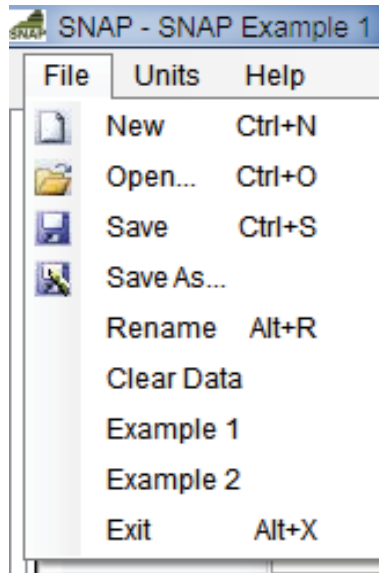 SNAP SNAP - SNAP Example 1
File Units Help
New Ctrl+N
Open... Ctrl+O
Save Ctrl+S
Save As...
Rename Alt+R
Clear Data
Example 1
Example 2
Exit Alt+X